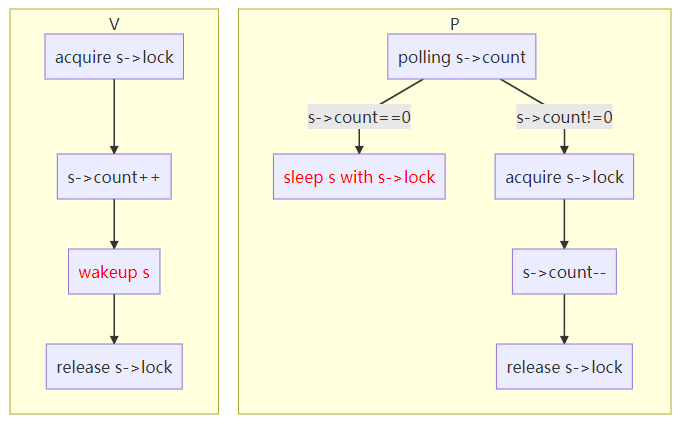 V
acquire s->lock
s->count++
wakeup s
release s->lock
P
polling s->count
s->count==0
s->count!=0
sleep s with s->lock
acquire s->lock
s->count--
release s->lock